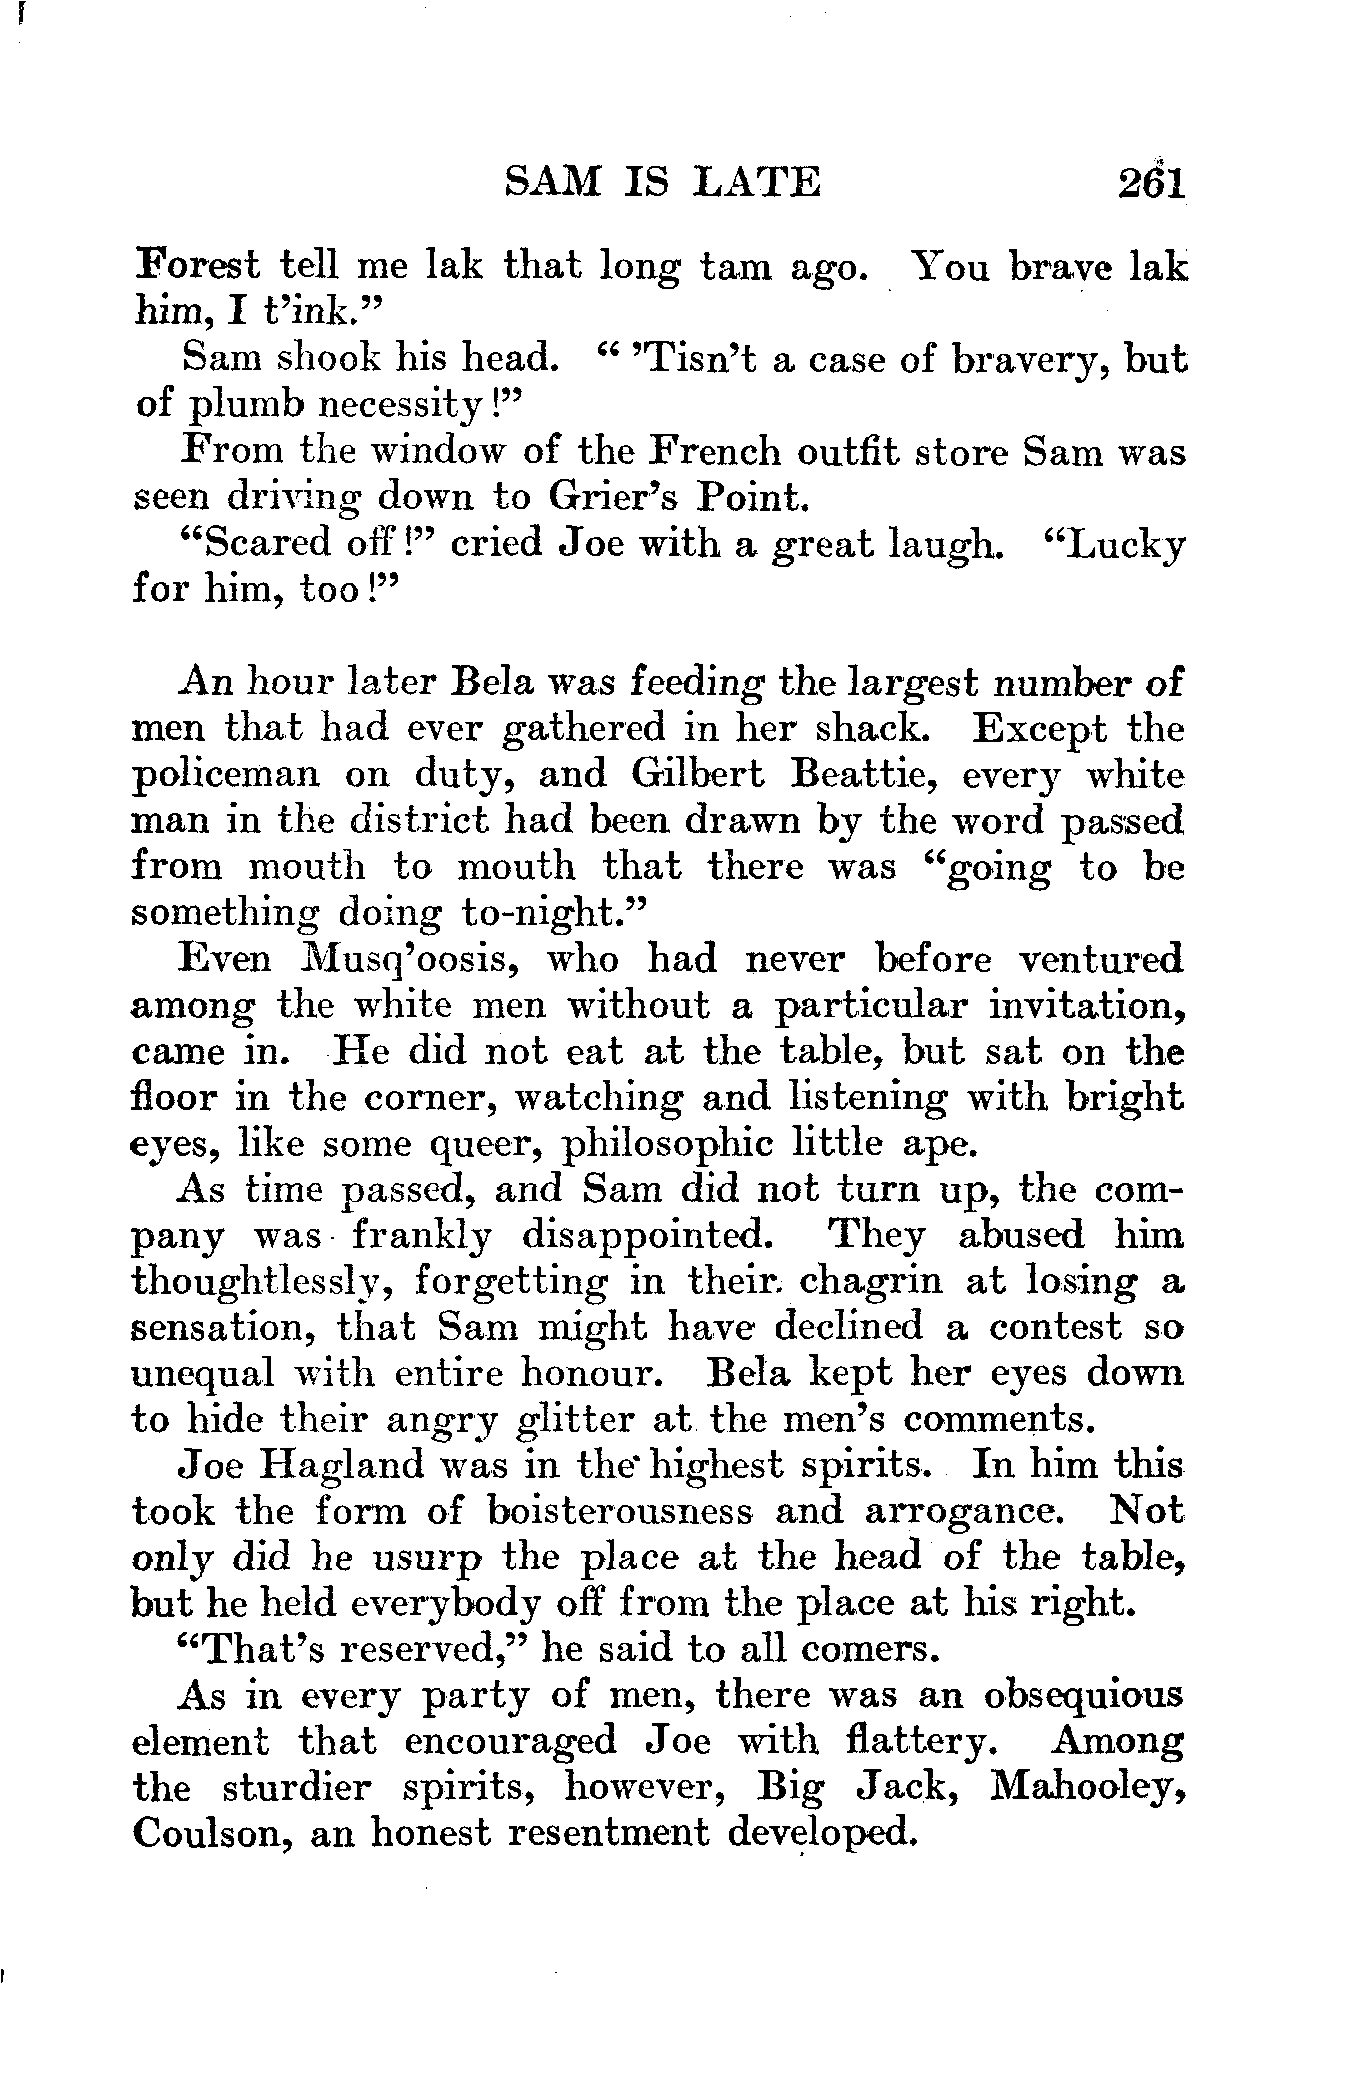 SAM IS LATE 261
Forest tell me lak that long tam ago. You brave lak
him, I t'ink."
Sam shook his head. " 'Tisn't a case of bravery, but
of plumb necessity!"
From the window of the French outfit store Sam was
seen driving down to Grier's Point.
"Scared off!" cried Joe with a great laugh. "Lucky
for him, too!"
An hour later Bela was feeding the largest number of
men that had ever gathered in her shack. Except the
policeman on duty, and Gilbert Beattie, every white
man in the district had been drawn by the word passed
from mouth to mouth that there was "going to be
something doing to-night."
Even Musq'oosis, who had never before ventured
among the white men without a particular invitation,
came in. He did not eat at the table, but sat on the
floor in the corner, watching and listening with bright
eyes, like some queer, philosophic little ape.
As time passed, and Sam did not turn up, the com-
pany was frankly disappointed. They abused him
thoughtlessly, forgetting in their chagrin at losing a
sensation, that Sam might have declined a contest so
unequal with entire honour. Bela kept her eyes down
to hide their angry glitter at the men's comments.
Joe Hagland was in the highest spirits. In him this
took the form of boisterousness and arrogance. Not
only did he usurp the place at the head of the table,
but he held everybody off from the place at his right.
"That's reserved," he said to all comers.
As in every party of men, there was an obsequious
element that encouraged Joe with flattery. Among
the sturdier spirits, however, Big Jack, Mahooley,
Coulson, an honest resentment developed.